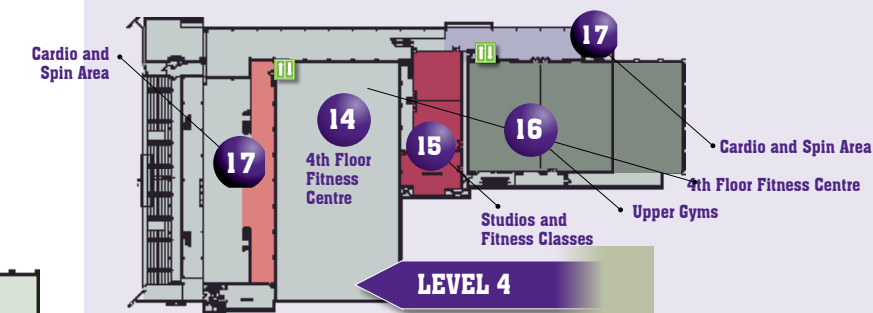 17
Cardio and
Spin Area
14
4th Floor
Fitness
Centre
16
15
17
Cardio and Spin Area
4th Floor Fitness Centre
Upper Gyms
Studios and
Fitness Classes
LEVEL 4